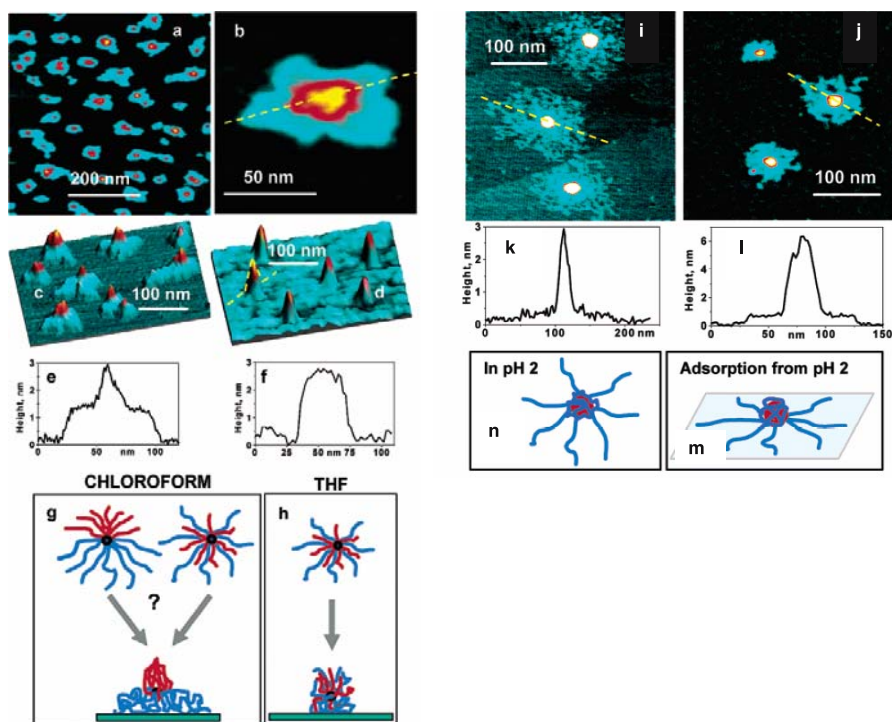 a
200 nm
b
50 nm
c
100 nm
100 nm
d
e
Height, nm
3
2
1
0
0
50
nm
100
f
Height, nm
3
2
1
0
0
25
50 nm 75
100
CHLOROFORM
THF
g
?
h
100 nm
i
j
100 nm
k
Height, nm
3
2
1
0
0
100
200 nm
l
Height, nm
6
4
2
0
0
50
nm
100
150
In pH 2
n
Adsorption from pH 2
m